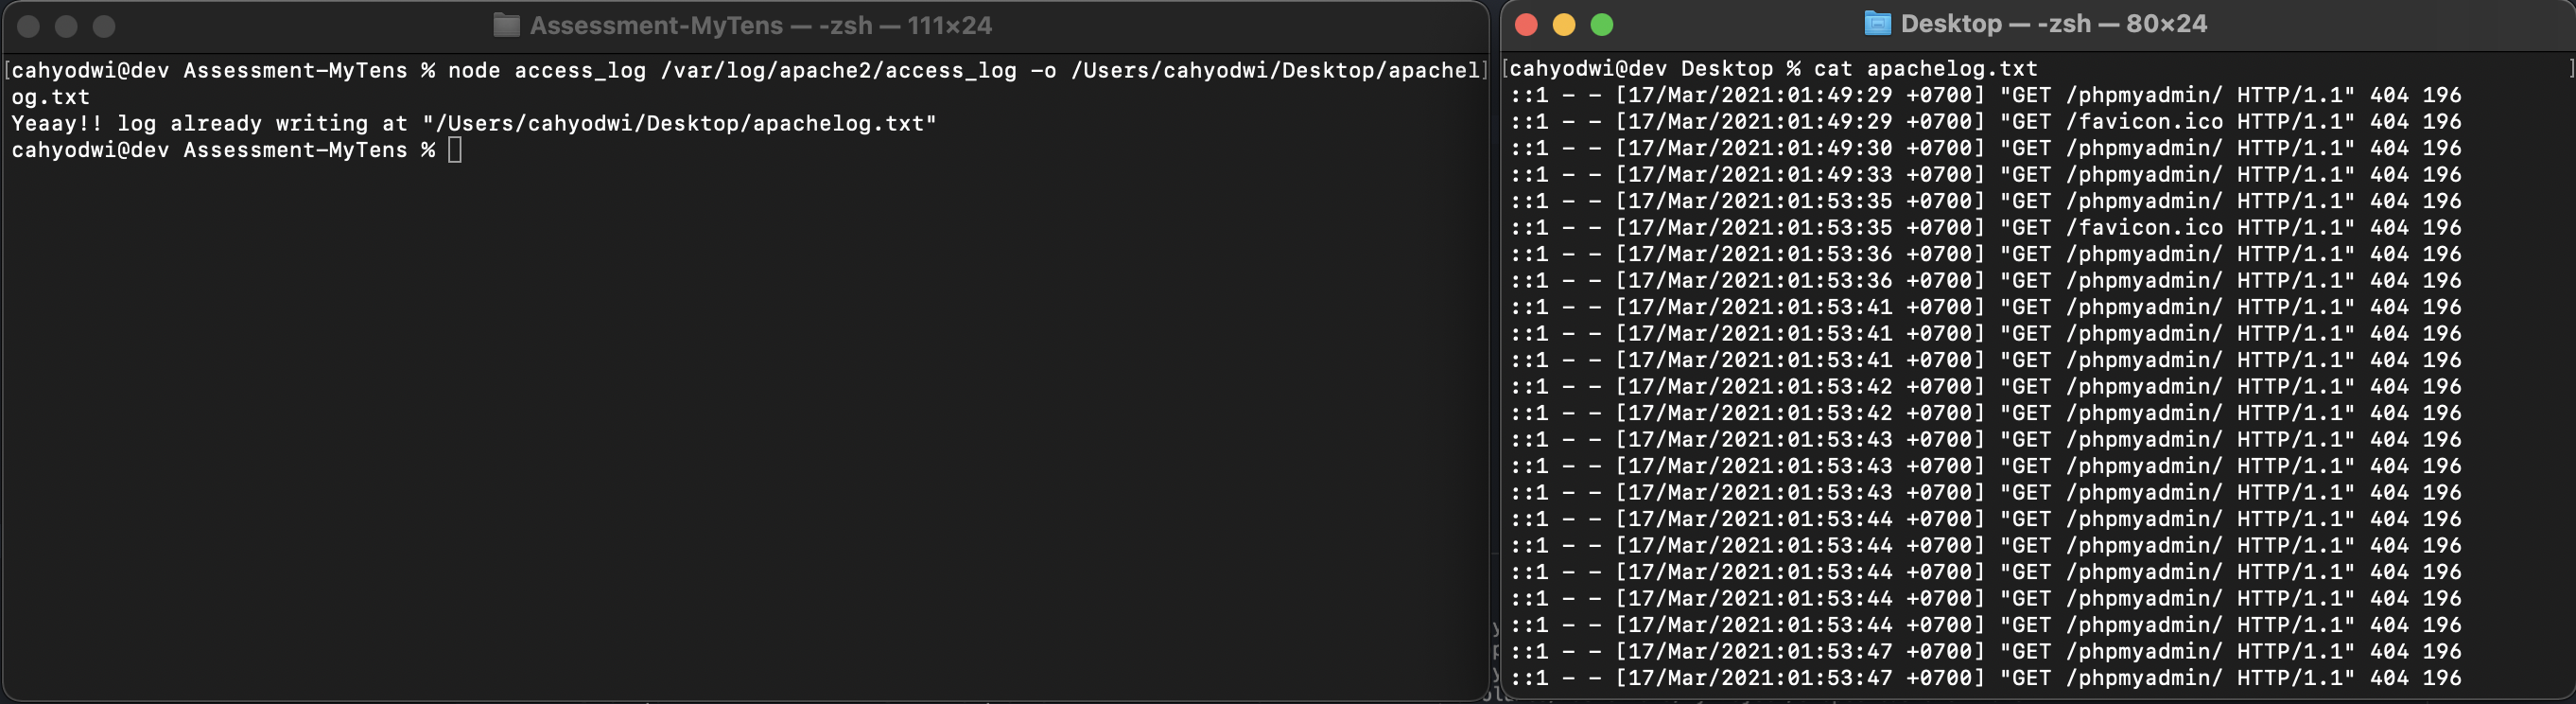 Assessment-MyTens — -zsh — 111×24
[cahyodwi@dev Assessment-MyTens % node access_log /var/log/apache2/access_log -o /Users/cahyodwi/Desktop/apachel]
og.txt
Yeaay!! log already writing at "/Users/cahyodwi/Desktop/apachelog.txt"
cahyodwi@dev Assessment-MyTens %
Desktop — -zsh — 80×24
[cahyodwi@dev Desktop % cat apachelog.txt ]
::1 - - [17/Mar/2021:01:49:29 +0700] "GET /phpmyadmin/ HTTP/1.1" 404 196
::1 - - [17/Mar/2021:01:49:29 +0700] "GET /favicon.ico HTTP/1.1" 404 196
::1 - - [17/Mar/2021:01:49:30 +0700] "GET /phpmyadmin/ HTTP/1.1" 404 196
::1 - - [17/Mar/2021:01:49:33 +0700] "GET /phpmyadmin/ HTTP/1.1" 404 196
::1 - - [17/Mar/2021:01:53:35 +0700] "GET /phpmyadmin/ HTTP/1.1" 404 196
::1 - - [17/Mar/2021:01:53:35 +0700] "GET /favicon.ico HTTP/1.1" 404 196
::1 - - [17/Mar/2021:01:53:36 +0700] "GET /phpmyadmin/ HTTP/1.1" 404 196
::1 - - [17/Mar/2021:01:53:36 +0700] "GET /phpmyadmin/ HTTP/1.1" 404 196
::1 - - [17/Mar/2021:01:53:41 +0700] "GET /phpmyadmin/ HTTP/1.1" 404 196
::1 - - [17/Mar/2021:01:53:41 +0700] "GET /phpmyadmin/ HTTP/1.1" 404 196
::1 - - [17/Mar/2021:01:53:41 +0700] "GET /phpmyadmin/ HTTP/1.1" 404 196
::1 - - [17/Mar/2021:01:53:42 +0700] "GET /phpmyadmin/ HTTP/1.1" 404 196
::1 - - [17/Mar/2021:01:53:42 +0700] "GET /phpmyadmin/ HTTP/1.1" 404 196
::1 - - [17/Mar/2021:01:53:43 +0700] "GET /phpmyadmin/ HTTP/1.1" 404 196
::1 - - [17/Mar/2021:01:53:43 +0700] "GET /phpmyadmin/ HTTP/1.1" 404 196
::1 - - [17/Mar/2021:01:53:43 +0700] "GET /phpmyadmin/ HTTP/1.1" 404 196
::1 - - [17/Mar/2021:01:53:44 +0700] "GET /phpmyadmin/ HTTP/1.1" 404 196
::1 - - [17/Mar/2021:01:53:44 +0700] "GET /phpmyadmin/ HTTP/1.1" 404 196
::1 - - [17/Mar/2021:01:53:44 +0700] "GET /phpmyadmin/ HTTP/1.1" 404 196
::1 - - [17/Mar/2021:01:53:44 +0700] "GET /phpmyadmin/ HTTP/1.1" 404 196
::1 - - [17/Mar/2021:01:53:44 +0700] "GET /phpmyadmin/ HTTP/1.1" 404 196
::1 - - [17/Mar/2021:01:53:47 +0700] "GET /phpmyadmin/ HTTP/1.1" 404 196
::1 - - [17/Mar/2021:01:53:47 +0700] "GET /phpmyadmin/ HTTP/1.1" 404 196